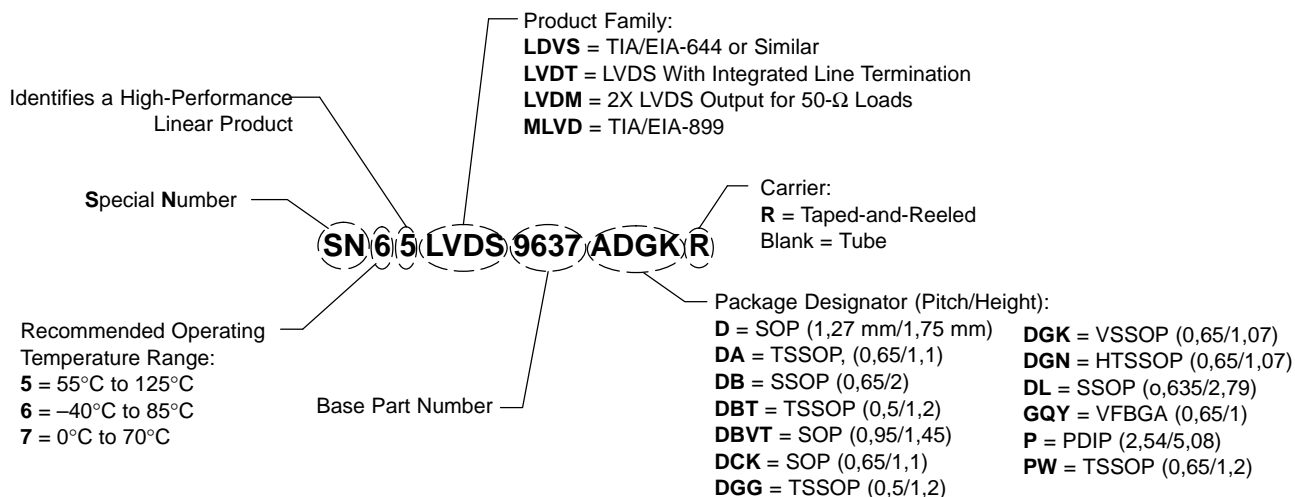 Product Family:
LDVS = TIA/EIA-644 or Similar
LVDT = LVDS With Integrated Line Termination
LVDM = 2X LVDS Output for 50-Ω Loads
MLVD = TIA/EIA-899
Identifies a High-Performance
Linear Product
Special Number
Carrier:
R = Taped-and-Reeled
Blank = Tube
SN65LVDS9637ADGKR
Recommended Operating
Temperature Range:
5 = 55°C to 125°C
6 = –40°C to 85°C
7 = 0°C to 70°C
Base Part Number
Package Designator (Pitch/Height):
D = SOP (1,27 mm/1,75 mm)
DA = TSSOP, (0,65/1,1)
DB = SSOP (0,65/2)
DBT = TSSOP (0,5/1,2)
DBVT = SOP (0,95/1,45)
DCK = SOP (0,65/1,1)
DGG = TSSOP (0,5/1,2)
DGK = VSSOP (0,65/1,07)
DGN = HTSSOP (0,65/1,07)
DL = SSOP (o,635/2,79)
GQY = VFBGA (0,65/1)
P = PDIP (2,54/5,08)
PW = TSSOP (0,65/1,2)